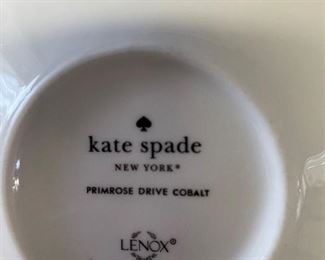 kate spade
NEW YORK®
PRIMROSE DRIVE COBALT
LENOX®